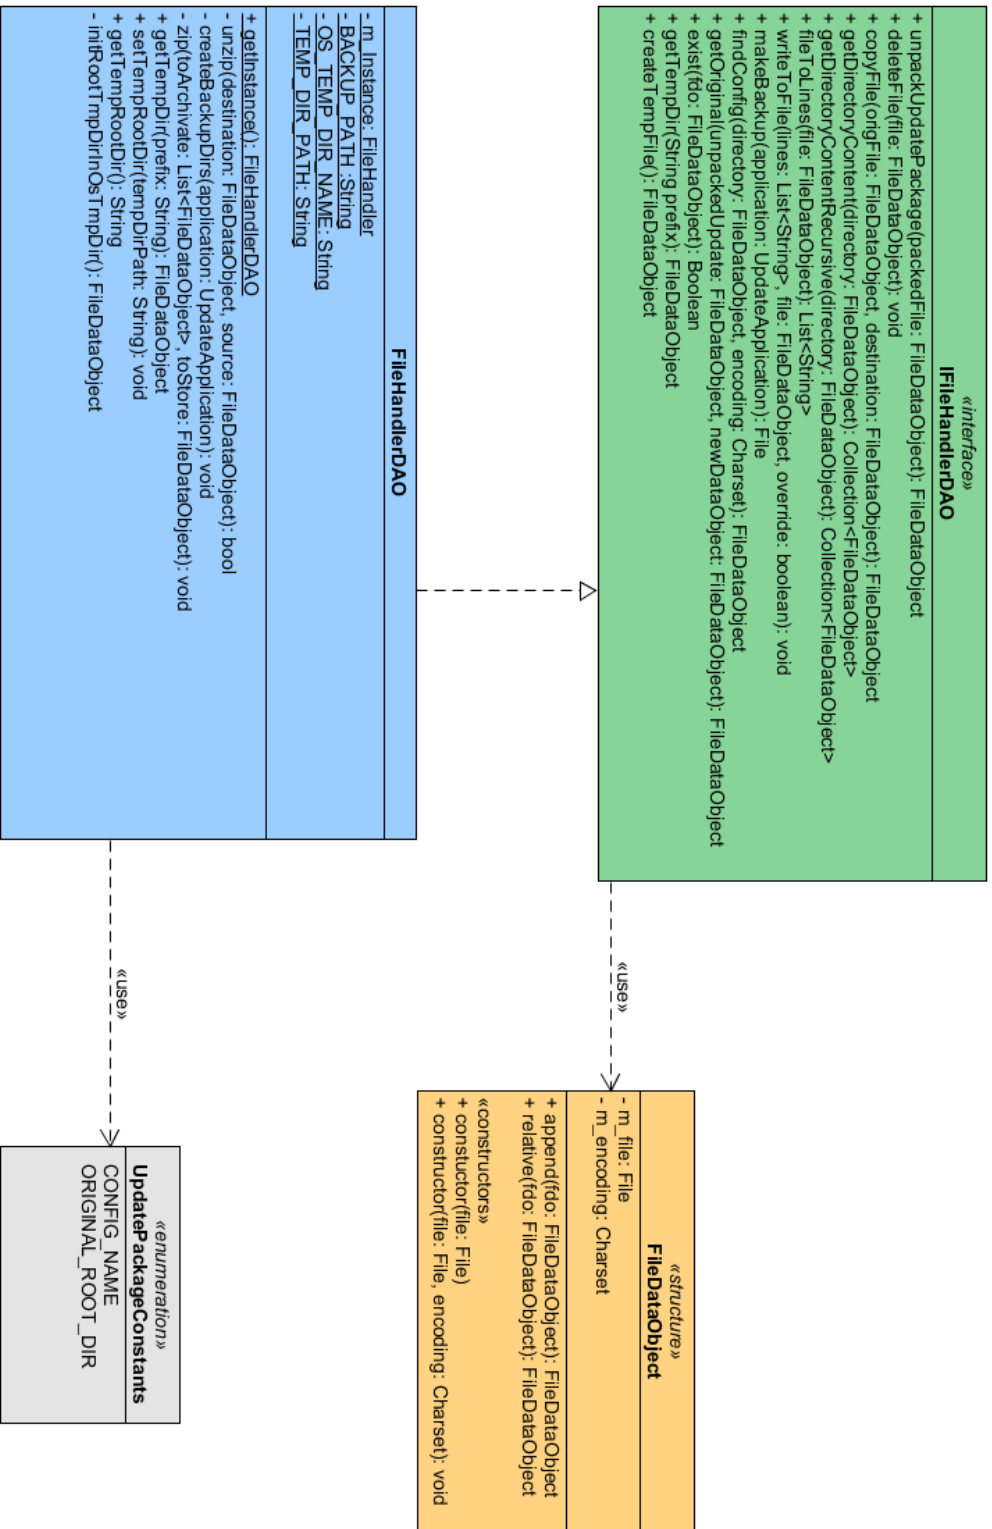 «interface»
IFileHandlerDAO
+ unpackUpdatePackage(packedFile: FileDataObject): FileDataObject
+ deleteFile(file: FileDataObject): void
+ copyFile(origFile: FileDataObject, destination: FileDataObject): FileDataObject
+ getDirectoryContent(directory: FileDataObject): Collection<FileDataObject>
+ getDirectoryContentRecursive(directory: FileDataObject): Collection<FileDataObject>
+ fileToLines(file: FileDataObject): List<String>
+ writeToFile(lines: List<String>, file: FileDataObject, override: boolean): void
+ makeBackup(application: UpdateApplication): File
+ findConfig(directory: FileDataObject, encoding: Charset): FileDataObject
+ getOriginal(unpackedUpdate: FileDataObject, newDataObject: FileDataObject): FileDataObject
+ exist(fdo: FileDataObject): Boolean
+ getTempDir(String prefix): FileDataObject
+ createTempFile(): FileDataObject
«use»
«structure»
FileDataObject
- m_file: File
- m_encoding: Charset
+ append(fdo: FileDataObject): FileDataObject
+ relative(fdo: FileDataObject): FileDataObject
«constructors»
+ constuctor(file: File)
+ constructor(file: File, encoding: Charset): void
FileHandlerDAO
- m_Instance: FileHandler
- BACKUP_PATH :String
- OS_TEMP_DIR_NAME: String
- TEMP_DIR_PATH: String
+ getInstance(): FileHandlerDAO
- unzip(destination: FileDataObject, source: FileDataObject): bool
- createBackupDirs(application: UpdateApplication): void
- zip(toArchivate: List<FileDataObject>, toStore: FileDataObject): void
+ getTempDir(prefix: String): FileDataObject
+ setTempRootDir(tempDirPath: String): void
+ getTempRootDir(): String
- initRootTmpDirInOsTmpDir(): FileDataObject
«use»
«enumeration»
UpdatePackageConstants
CONFIG_NAME
ORIGINAL_ROOT_DIR